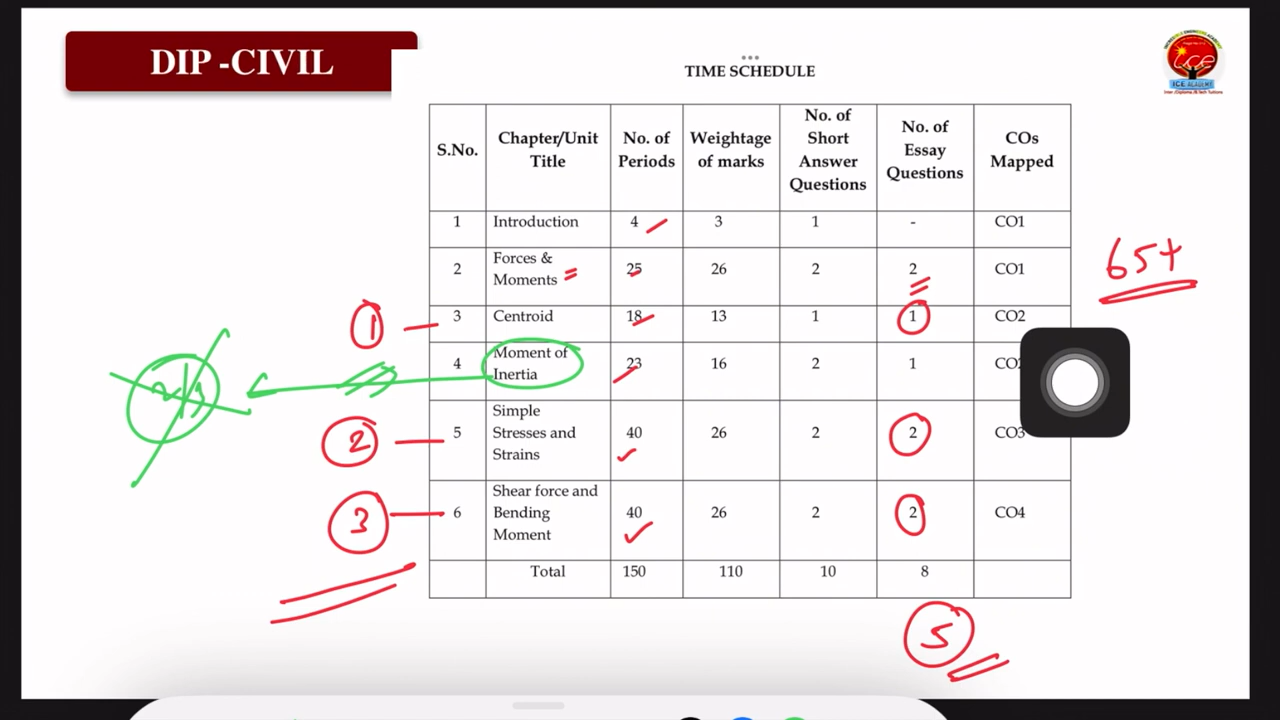 DIP -CIVIL
TIME SCHEDULE
ICE ACADEMY
S.No. Chapter/Unit Title No. of Periods Weightage of marks No. of Short Answer Questions No. of Essay Questions COs Mapped
1 Introduction 4 3 1 - CO1
2 Forces & Moments 25 26 2 2 CO1
3 Centroid 18 13 1 1 CO2
4 Moment of Inertia 23 16 2 1 CO
5 Simple Stresses and Strains 40 26 2 2 CO3
6 Shear force and Bending Moment 40 26 2 2 CO4
Total 150 110 10 8
65+
1
2
3
5